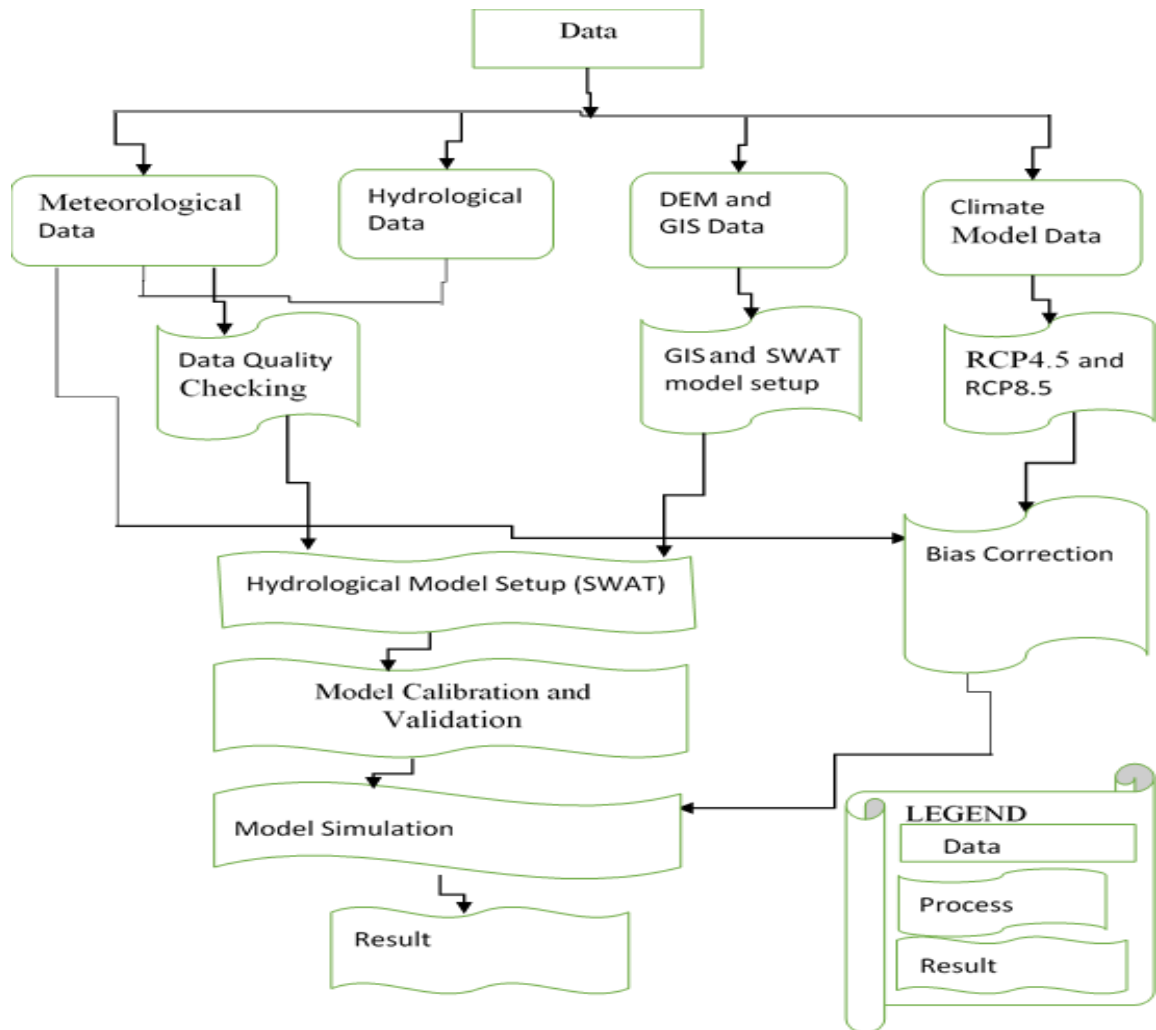 Data
Meteorological
Data
Hydrological
Data
DEM and
GIS Data
Climate
Model Data
Data Quality
Checking
GIS and SWAT
model setup
RCP4.5 and
RCP8.5
Bias Correction
Hydrological Model Setup (SWAT)
Model Calibration and
Validation
Model Simulation
Result
LEGEND
Data
Process
Result